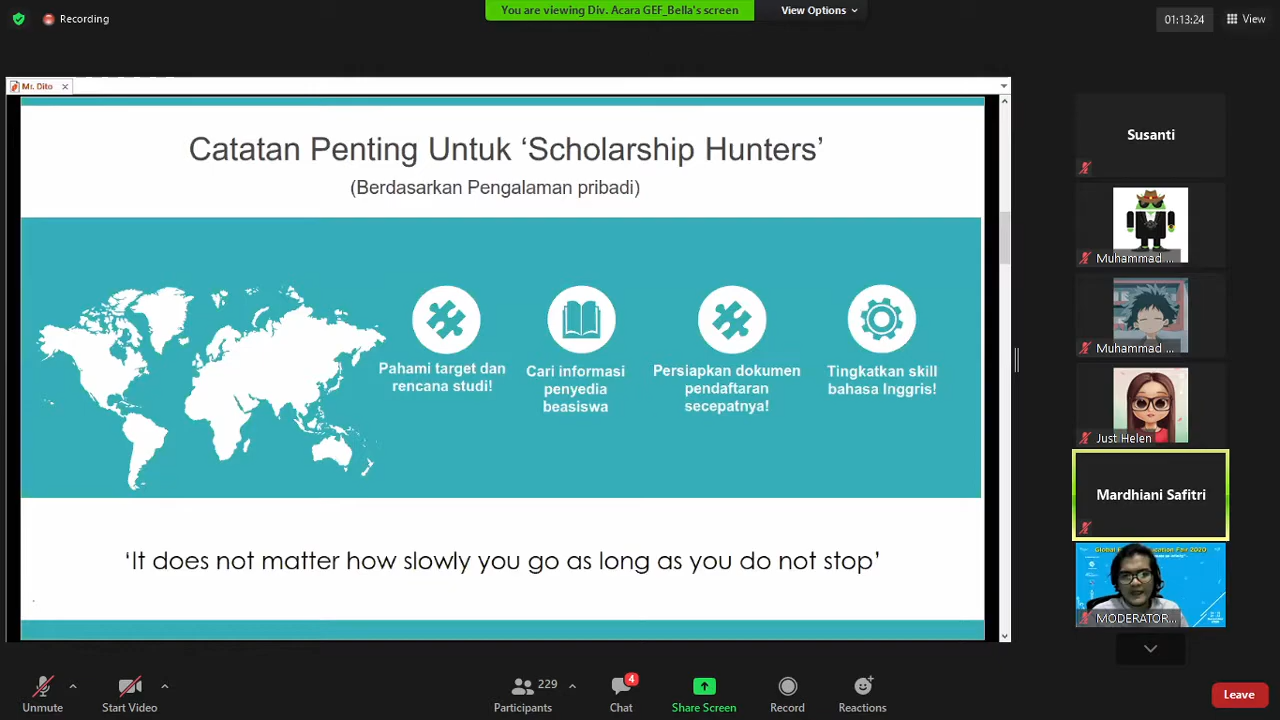 Recording
You are viewing Div. Acara GEF_Bella's screen
View Options
01:13:24
View
Mr. Dito
Catatan Penting Untuk ‘Scholarship Hunters’
(Berdasarkan Pengalaman pribadi)
Pahami target dan
rencana studi!
Cari informasi
penyedia
beasiswa
Persiapkan dokumen
pendaftaran
secepatnya!
Tingkatkan skill
bahasa Inggris!
‘It does not matter how slowly you go as long as you do not stop’
Susanti
Muhammad ...
Muhammad ...
Just Helen
Mardhiani Safitri
MODERATOR...
Unmute
Start Video
229
Participants
4
Chat
Share Screen
Record
Reactions
Leave